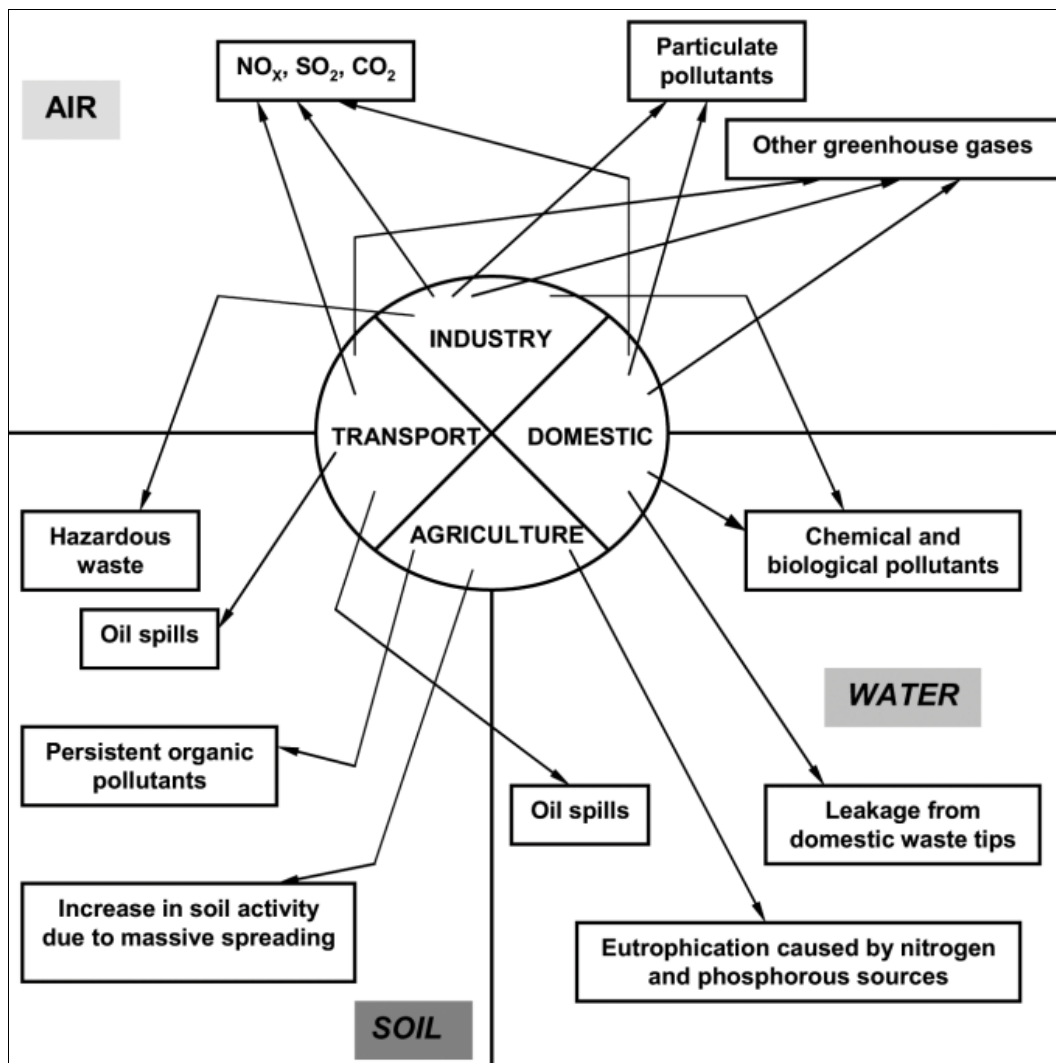 NOX, SO2, CO2
Particulate
pollutants
AIR
Other greenhouse gases
INDUSTRY
TRANSPORT
DOMESTIC
AGRICULTURE
Hazardous
waste
Chemical and
biological pollutants
Oil spills
WATER
Persistent organic
pollutants
Oil spills
Leakage from
domestic waste tips
Increase in soil activity
due to massive spreading
Eutrophication caused by nitrogen
and phosphorous sources
SOIL